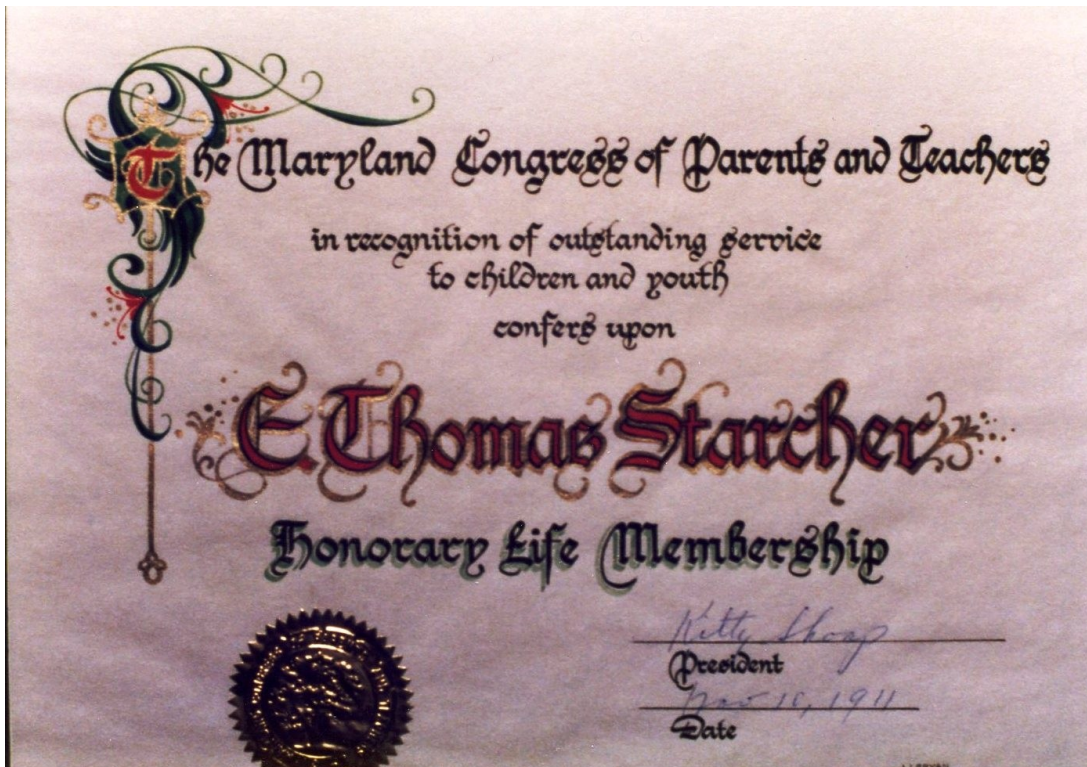 The Maryland Congress of Parents and Teachers
in recognition of outstanding service
to children and youth
confers upon
E. Thomas Starcher
Honorary Life Membership
Kitty
President
Date